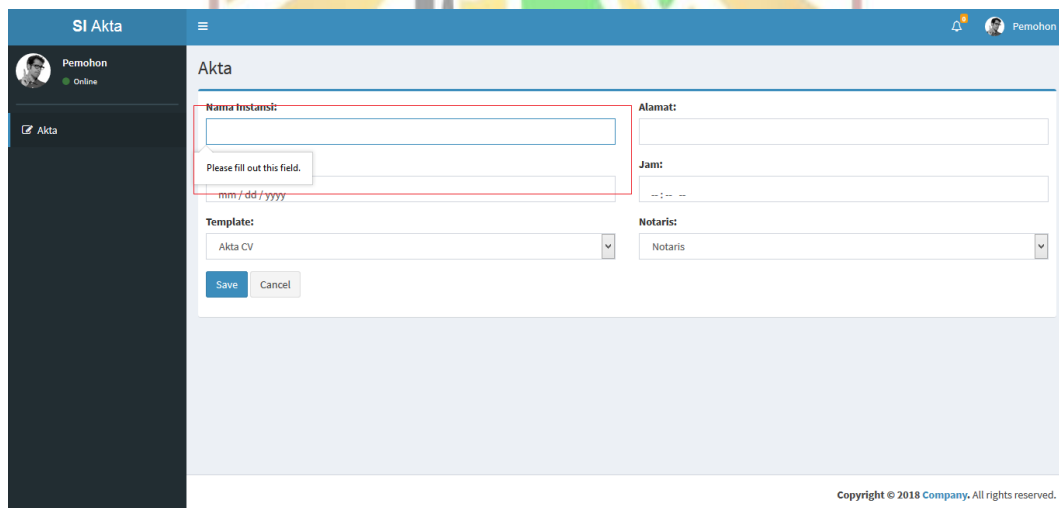 SI Akta
0
Pemohon
Pemohon
Online
Akta
Akta
Nama Instansi:
Alamat:
Please fill out this field.
Jam:
mm / dd / yyyy
-- : -- --
Template:
Notaris:
Akta CV
Notaris
Save
Cancel
Copyright © 2018 Company. All rights reserved.